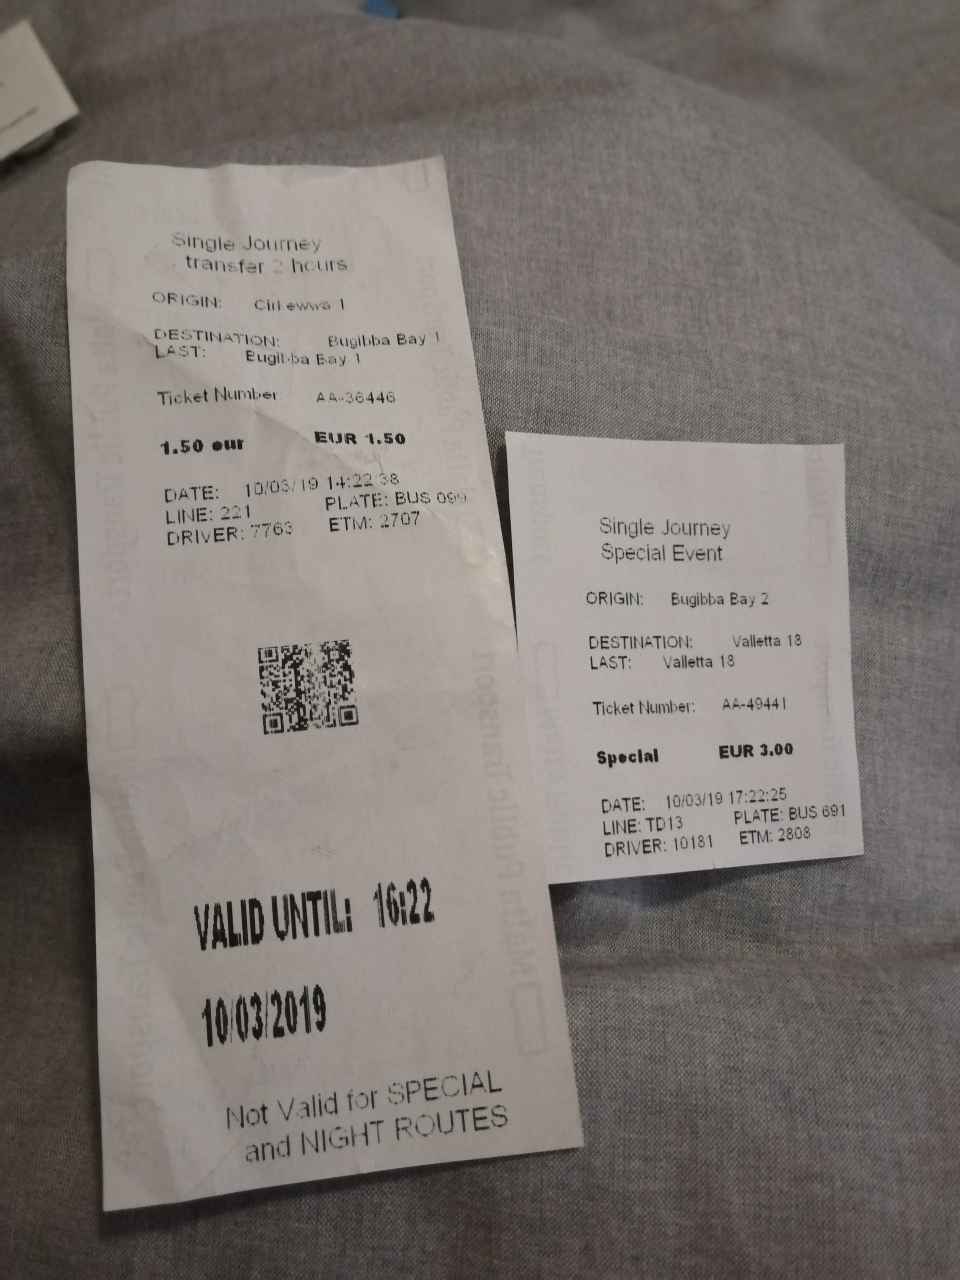 Single Journey
transfer 2 hours
ORIGIN: Cirkewwa 1
DESTINATION: Bugibba Bay 1
LAST: Bugibba Bay 1
Ticket Number AA-36446
1.50 eur EUR 1.50
DATE: 10/03/19 14:22:38
LINE: 221 PLATE: BUS 099
DRIVER: 7763 ETM: 2707
VALID UNTIL: 16:22
10/03/2019
Not Valid for SPECIAL
and NIGHT ROUTES
Single Journey
Special Event
ORIGIN: Bugibba Bay 2
DESTINATION: Valletta 18
LAST: Valletta 18
Ticket Number: AA-49441
Special EUR 3.00
DATE: 10/03/19 17:22:25
LINE: TD13 PLATE: BUS 691
DRIVER: 10181 ETM: 2808